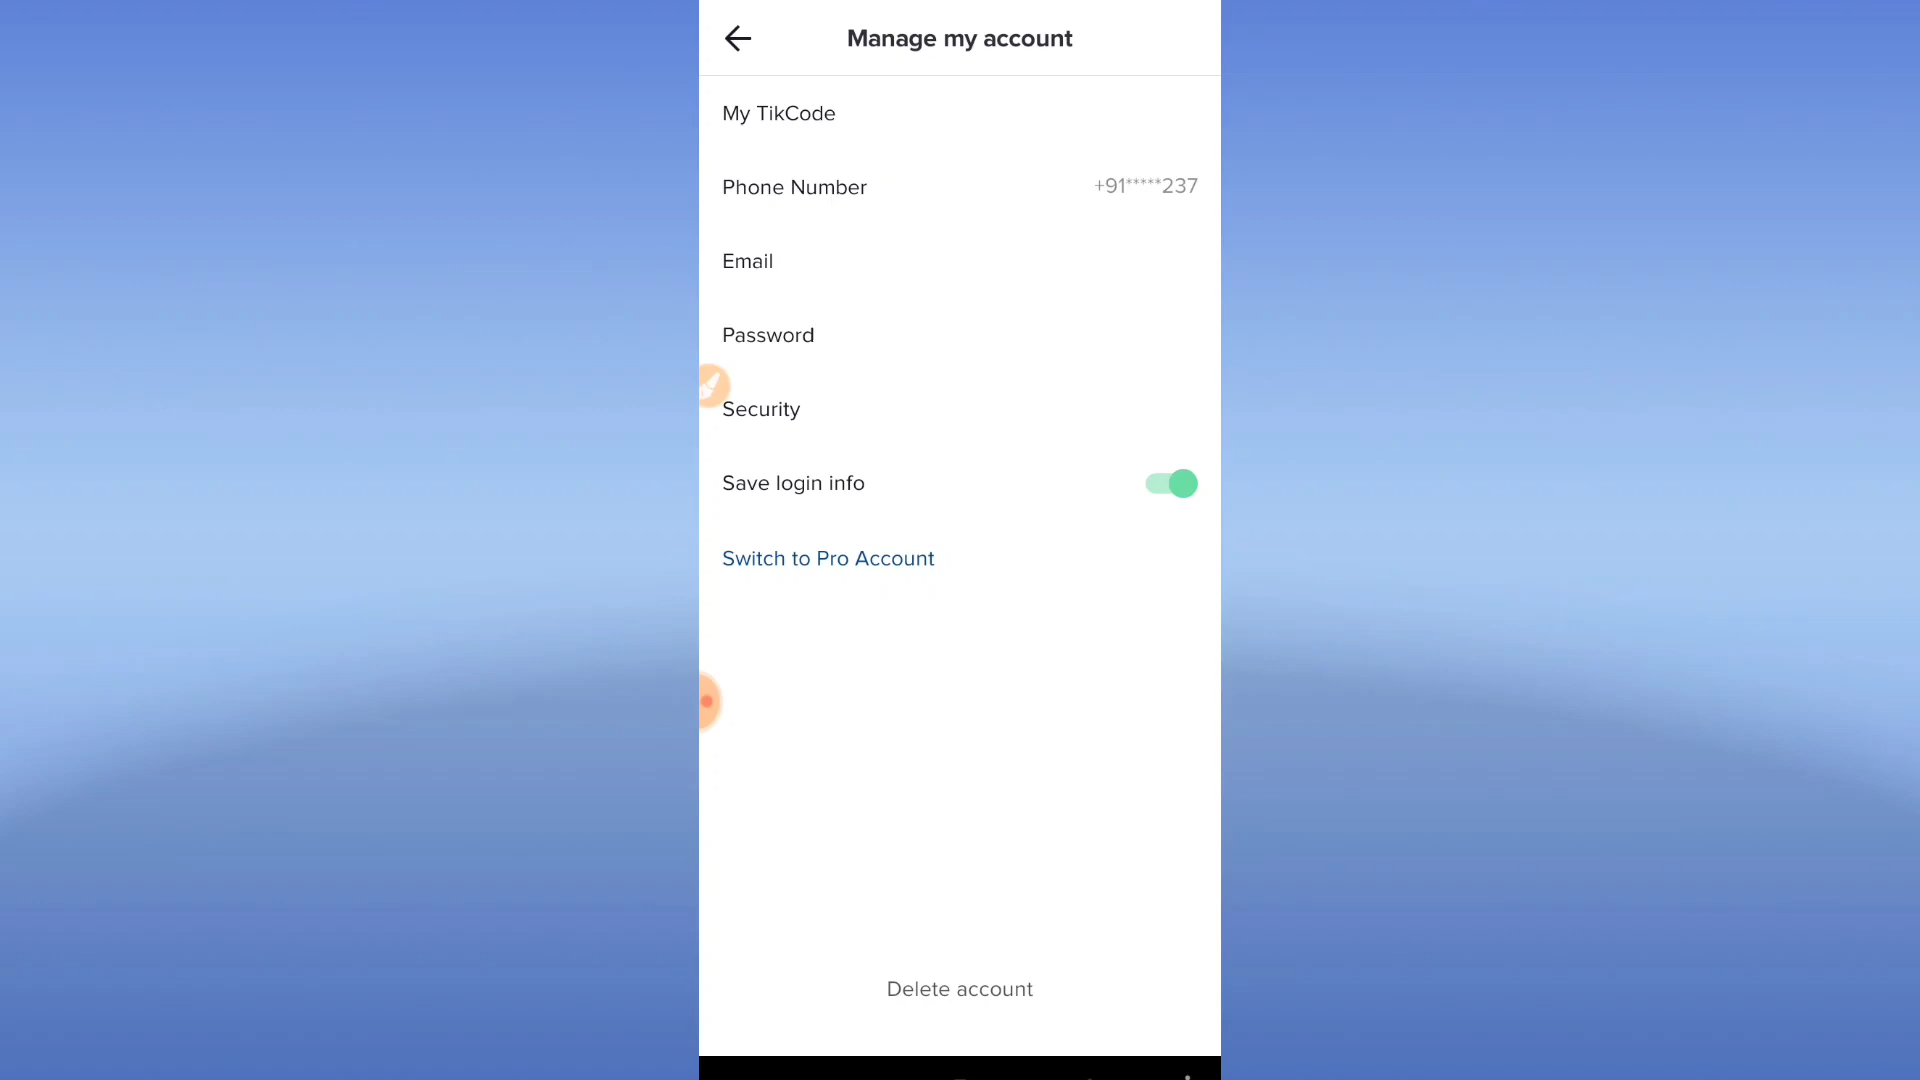 Manage my account
My TikCode
Phone Number +91*****237
Email
Password
Security
Save login info
Switch to Pro Account
Delete account